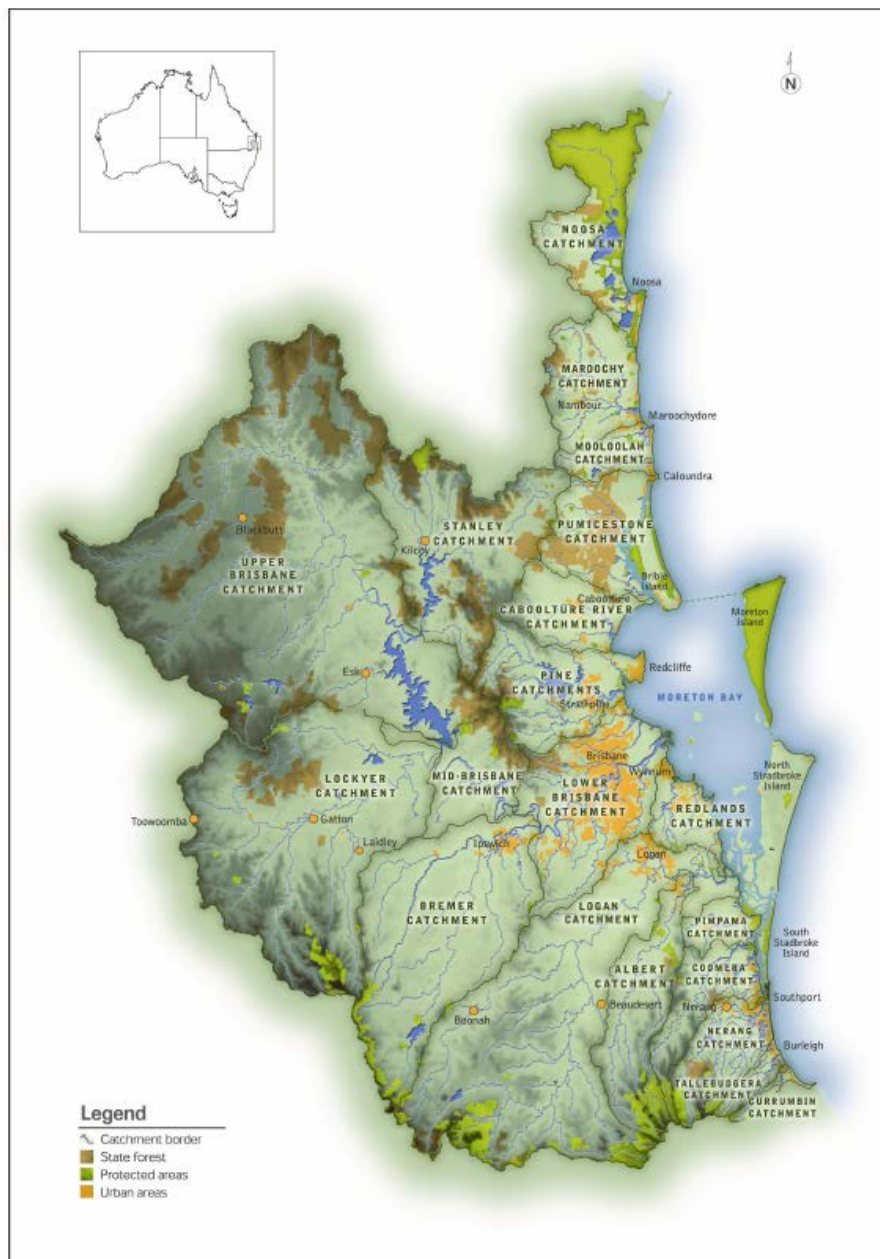 N
NOOSA
CATCHMENT
Noosa
MAROOCHY
CATCHMENT
Nambour
Maroochydore
MOOLOOLAH
CATCHMENT
Caloundra
Blackbutt
STANLEY
CATCHMENT
Kilcoy
PUMICESTONE
CATCHMENT
UPPER
BRISBANE
CATCHMENT
Bribie
Island
Caboolture
CABOOLTURE RIVER
CATCHMENT
Moreton
Island
Esk
PINE
CATCHMENTS
Redcliffe
Strathpine
MORETON BAY
Brisbane
Wynnum
North
Stradbroke
Island
LOCKYER
CATCHMENT
MID-BRISBANE
CATCHMENT
LOWER
BRISBANE
CATCHMENT
REDLANDS
CATCHMENT
Toowoomba
Gatton
Laidley
Ipswich
Logan
BREMER
CATCHMENT
LOGAN
CATCHMENT
PIMPAMA
CATCHMENT
South
Stadbroke
Island
ALBERT
CATCHMENT
COOMERA
CATCHMENT
Southport
Boonah
Beaudesert
Nerang
NERANG
CATCHMENT
Burleigh
TALLEBUDGERA
CATCHMENT
CURRUMBIN
CATCHMENT
Legend
Catchment border
State forest
Protected areas
Urban areas